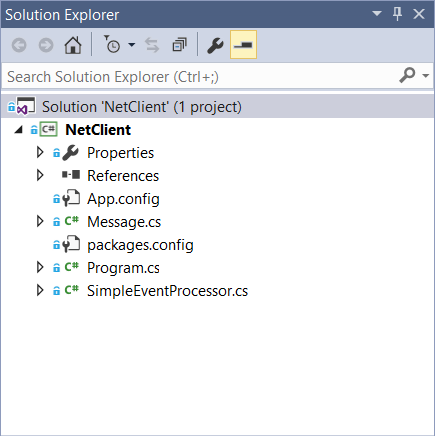 Solution Explorer
Search Solution Explorer (Ctrl+;)
Solution 'NetClient' (1 project)
C# NetClient
Properties
References
App.config
C# Message.cs
packages.config
C# Program.cs
C# SimpleEventProcessor.cs